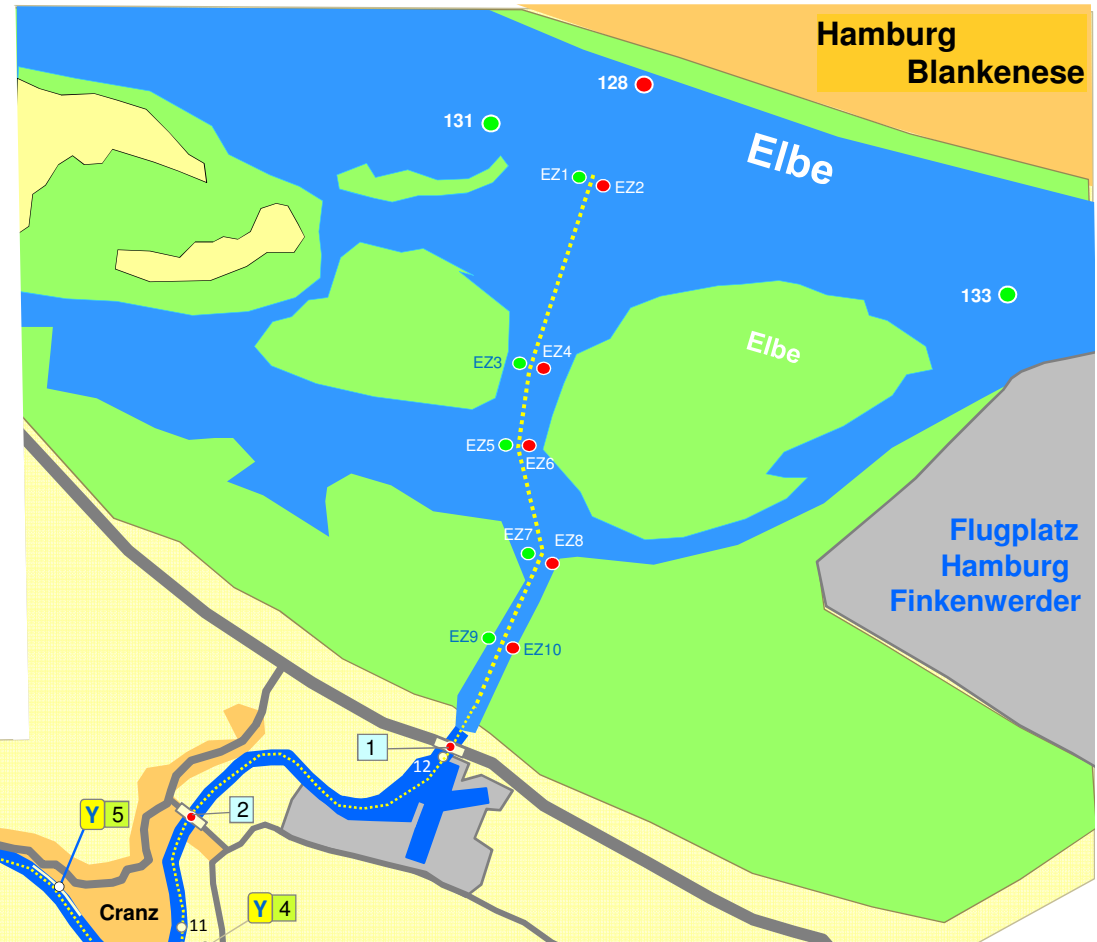 Hamburg
Blankenese
128
131
Elbe
EZ1
EZ2
133
Elbe
EZ3
EZ4
EZ5
EZ6
EZ7
EZ8
Flugplatz
Hamburg
Finkenwerder
EZ9
EZ10
1
12
2
Y 5
Cranz
Y 4
11